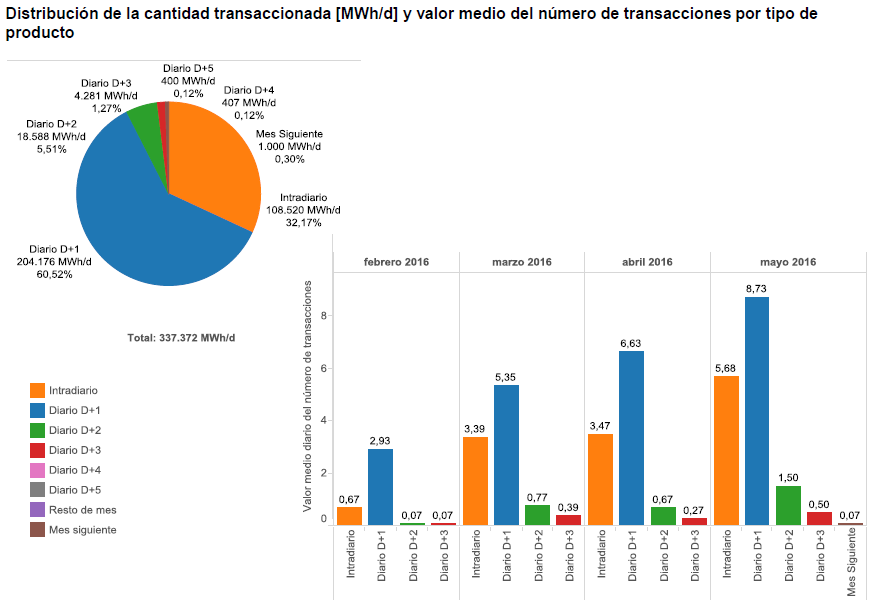 Distribución de la cantidad transaccionada [MWh/d] y valor medio del número de transacciones por tipo de
producto
Diario D+5
400 MWh/d
0,12%
Diario D+3
4.281 MWh/d
1,27%
Diario D+4
407 MWh/d
0,12%
Diario D+2
18.588 MWh/d
5,51%
Mes Siguiente
1.000 MWh/d
0,30%
Intradiario
108.520 MWh/d
32,17%
Diario D+1
204.176 MWh/d
60,52%
Total: 337.372 MWh/d
Intradiario
Diario D+1
Diario D+2
Diario D+3
Diario D+4
Diario D+5
Resto de mes
Mes siguiente
Valor medio diario del número de transacciones
8
6
4
2
0
febrero 2016
0,67
2,93
0,07
0,07
Intradiario
Diario D+1
Diario D+2
Diario D+3
marzo 2016
3,39
5,35
0,77
0,39
Intradiario
Diario D+1
Diario D+2
Diario D+3
abril 2016
3,47
6,63
0,67
0,27
Intradiario
Diario D+1
Diario D+2
Diario D+3
mayo 2016
5,68
8,73
1,50
0,50
0,07
Intradiario
Diario D+1
Diario D+2
Diario D+3
Mes Siguiente